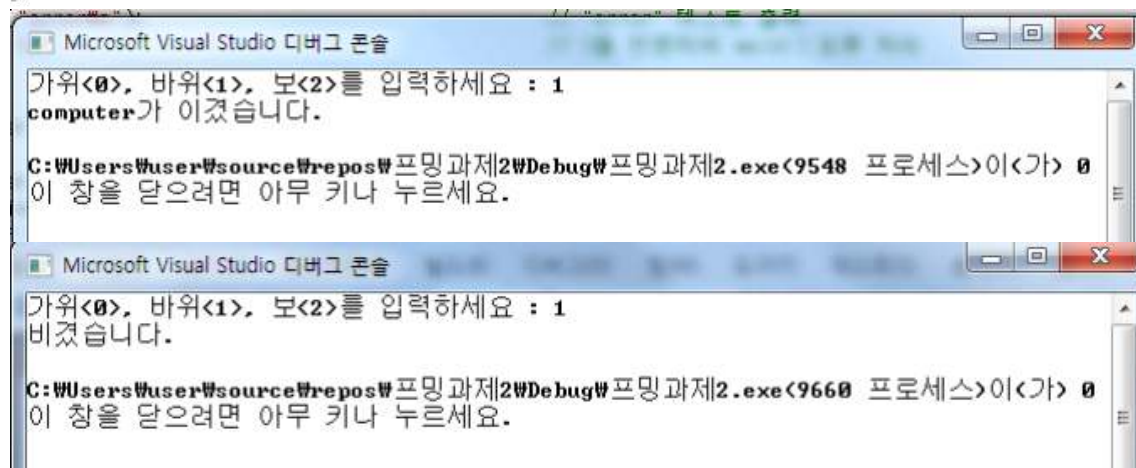 Microsoft Visual Studio 디버그 콘솔
가위<0>, 바위<1>, 보<2>를 입력하세요 : 1
computer가 이겼습니다.
C:₩Users₩user₩source₩repos₩프밍과제2₩Debug₩프밍과제2.exe<9548 프로세스>이<가> 0
이 창을 닫으려면 아무 키나 누르세요.
Microsoft Visual Studio 디버그 콘솔
가위<0>, 바위<1>, 보<2>를 입력하세요 : 1
비겼습니다.
C:₩Users₩user₩source₩repos₩프밍과제2₩Debug₩프밍과제2.exe<9660 프로세스>이<가> 0
이 창을 닫으려면 아무 키나 누르세요.